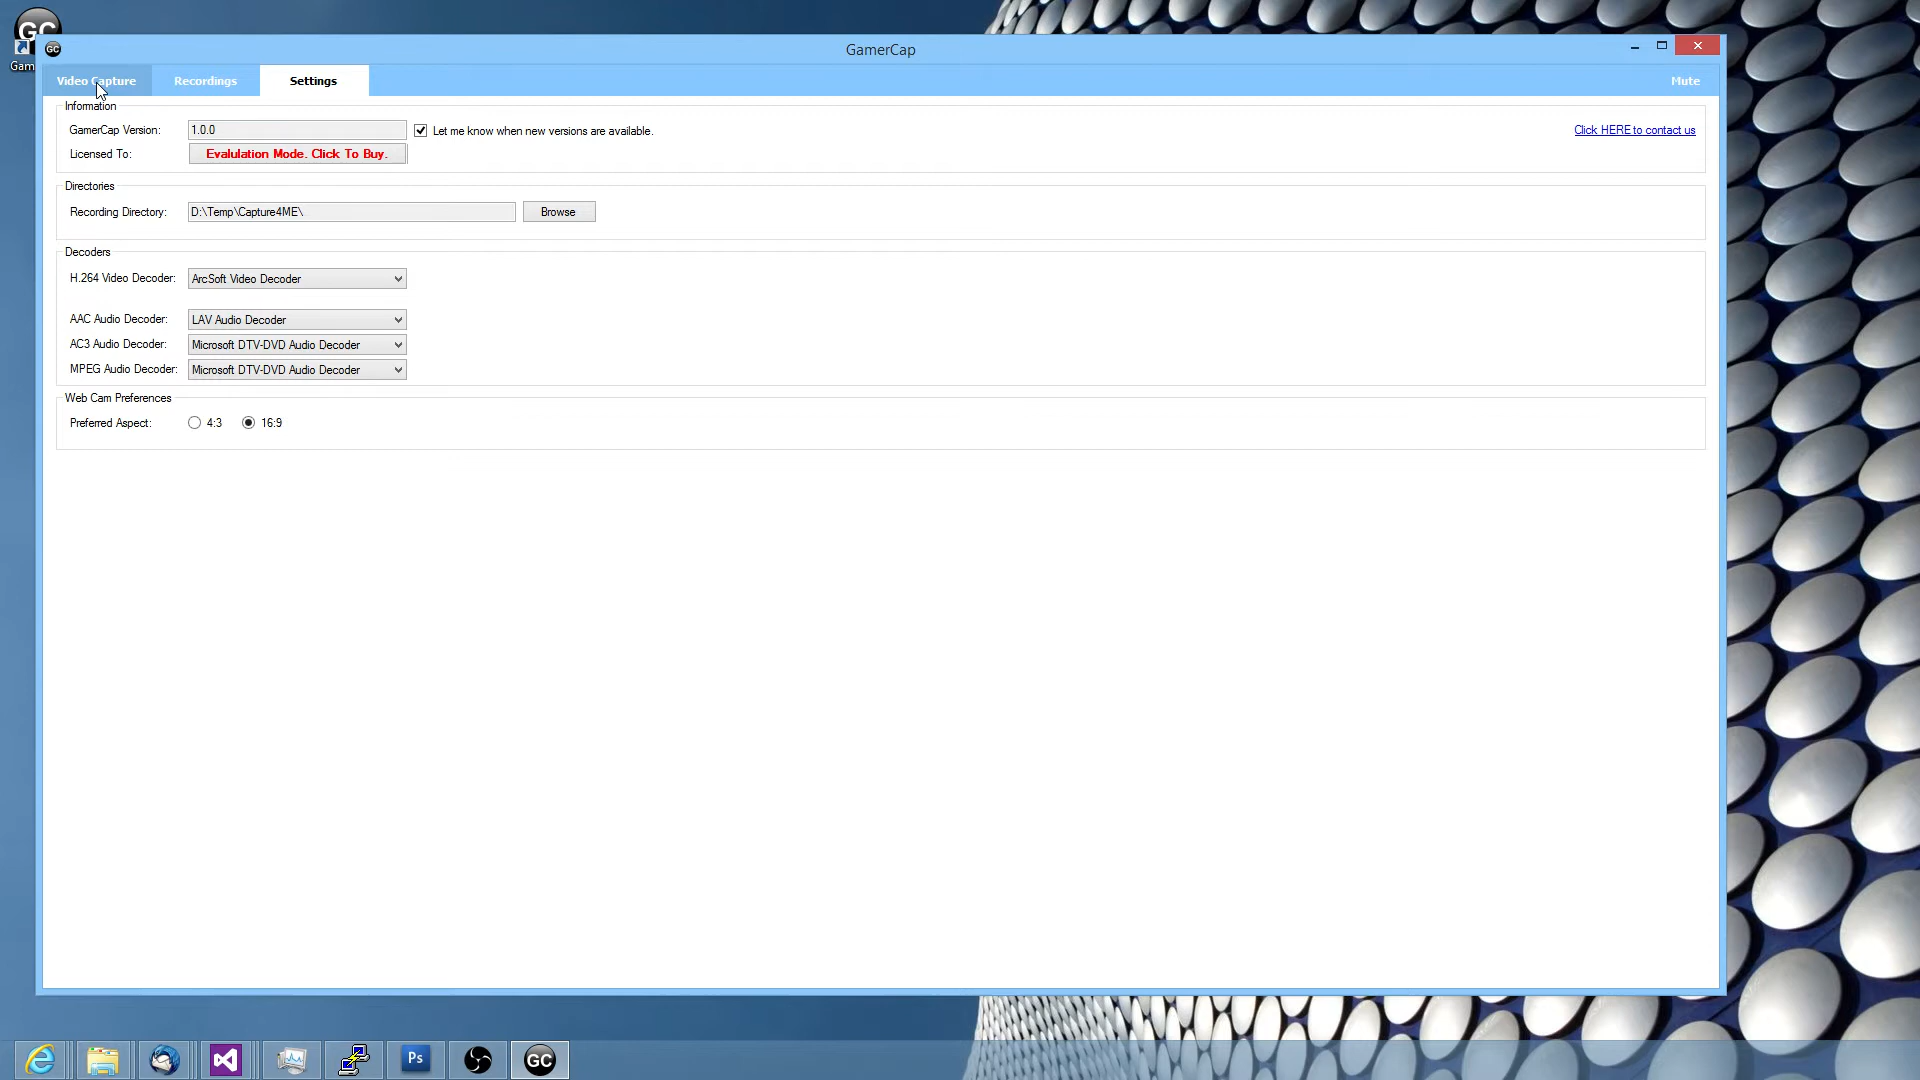 GC
Gam
GC
GamerCap
Video Capture
Recordings
Settings
Mute
Information
GamerCap Version:
1.0.0
Let me know when new versions are available.
Click HERE to contact us
Licensed To:
Evalulation Mode. Click To Buy.
Directories
Recording Directory:
D:\Temp\Capture4ME\
Browse
Decoders
H.264 Video Decoder:
ArcSoft Video Decoder
AAC Audio Decoder:
LAV Audio Decoder
AC3 Audio Decoder:
Microsoft DTV-DVD Audio Decoder
MPEG Audio Decoder:
Microsoft DTV-DVD Audio Decoder
Web Cam Preferences
Preferred Aspect:
4:3
16:9
Ps
GC